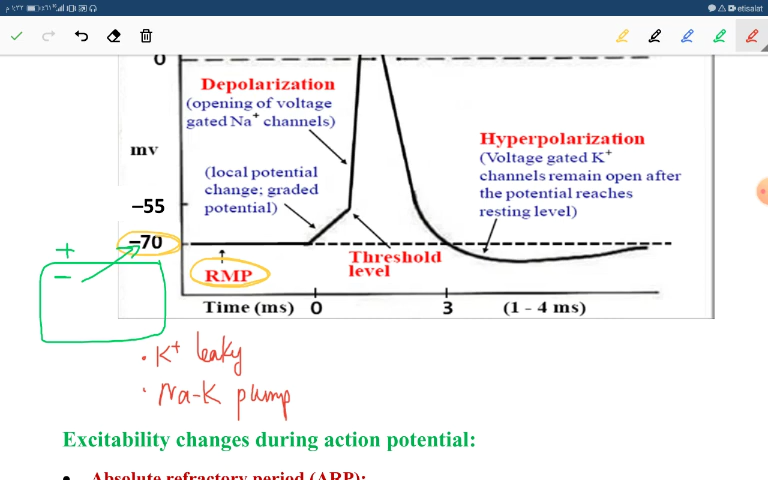 etisalat
0
Depolarization
(opening of voltage
gated Na+ channels)
mv
Hyperpolarization
(Voltage gated K+
channels remain open after
the potential reaches
resting level)
(local potential
change; graded
potential)
–55
–70
+
–
RMP
Threshold
level
Time (ms) 0 3 (1 - 4 ms)
• K+ leaky
• Na-K pump
Excitability changes during action potential:
• Absolute refractory period (ARP):